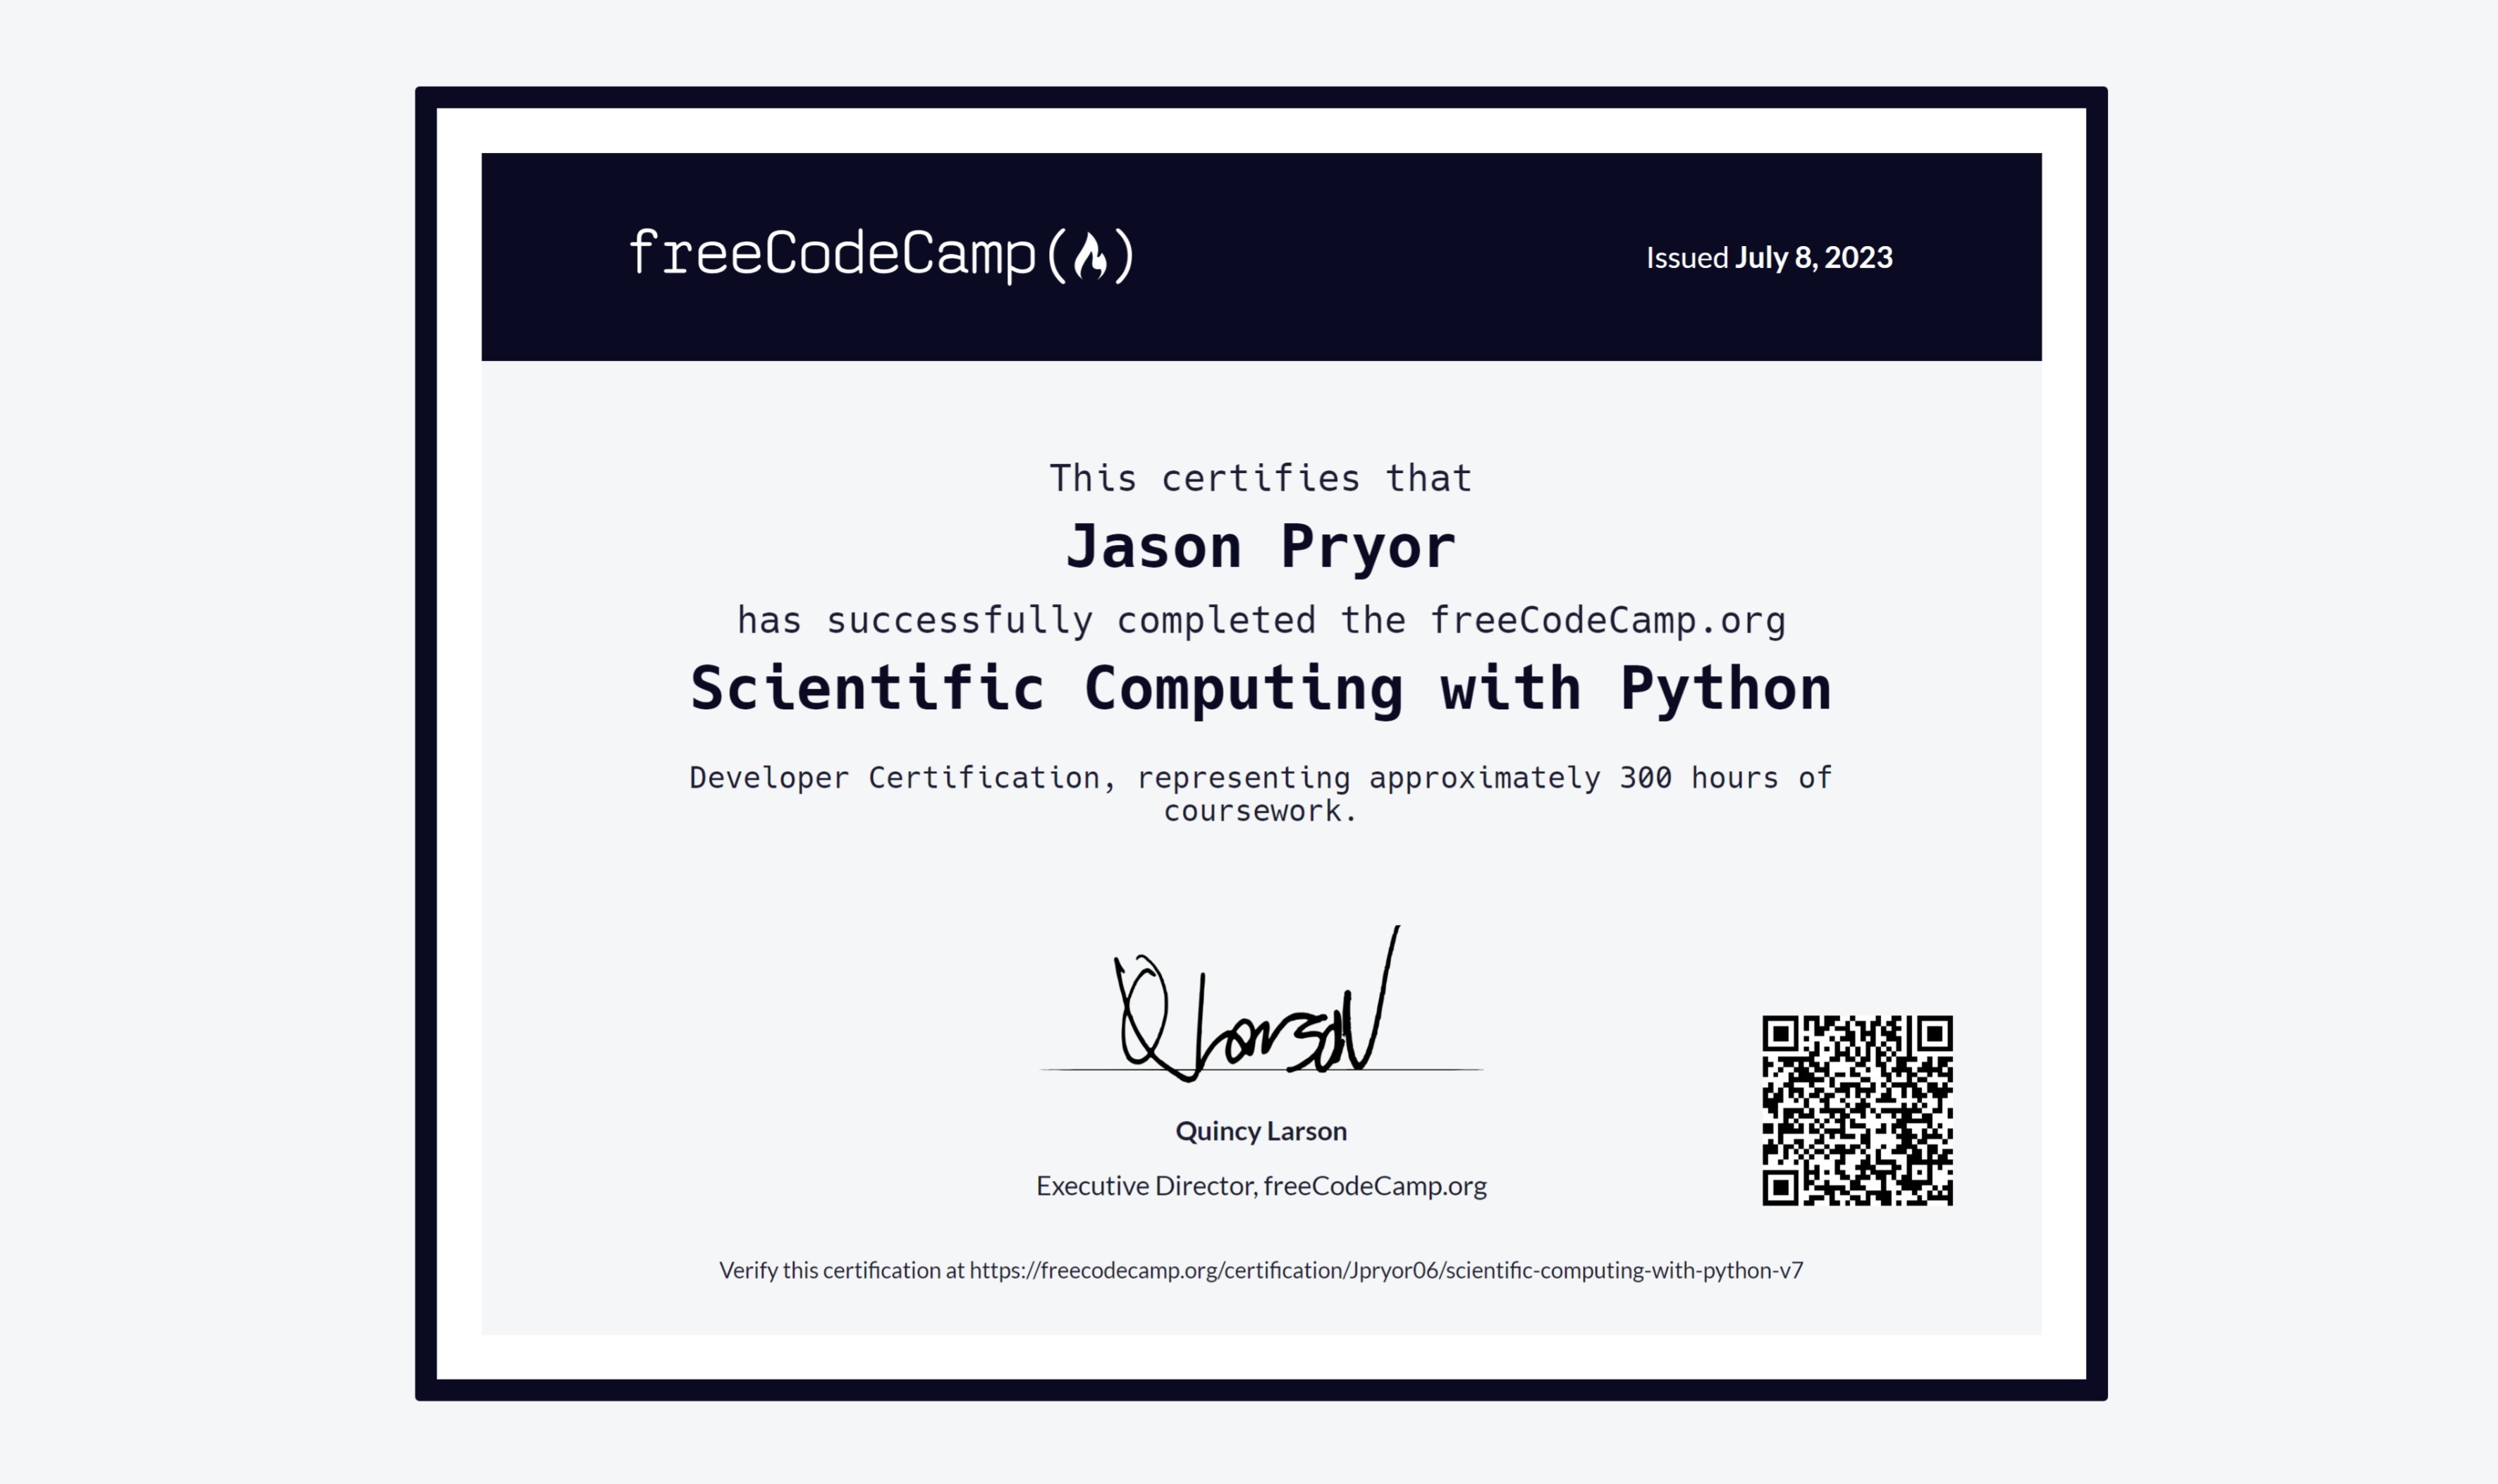 freeCodeCamp(🔥)
Issued July 8, 2023
This certifies that
Jason Pryor
has successfully completed the freeCodeCamp.org
Scientific Computing with Python
Developer Certification, representing approximately 300 hours of
coursework.
Q Larson
Quincy Larson
Executive Director, freeCodeCamp.org
Verify this certification at https://freecodecamp.org/certification/Jpryor06/scientific-computing-with-python-v7